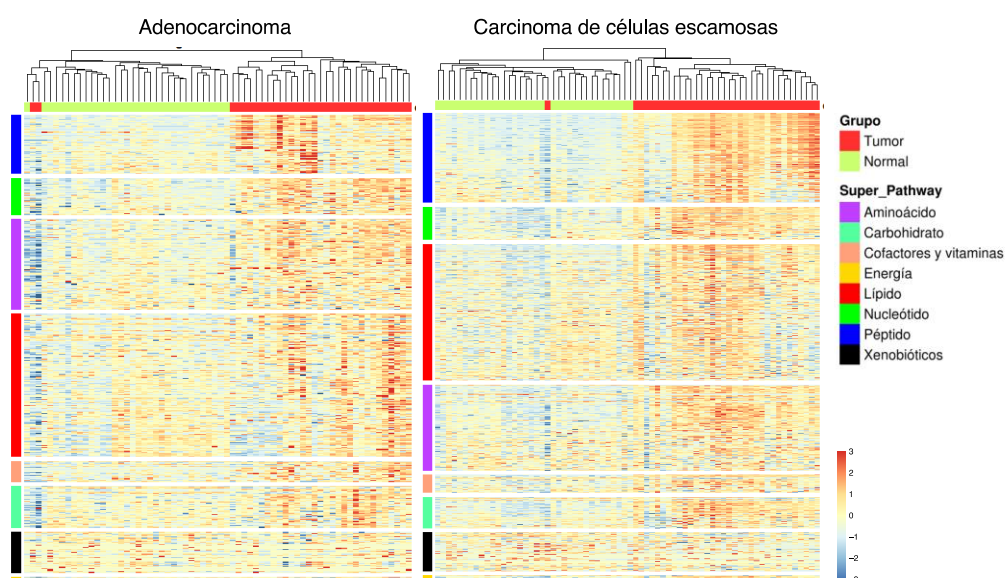 Adenocarcinoma
Carcinoma de células escamosas
Grupo
Tumor
Normal
Super_Pathway
Aminoácido
Carbohidrato
Cofactores y vitaminas
Energía
Lípido
Nucleótido
Péptido
Xenobióticos
3
2
1
0
−1
−2